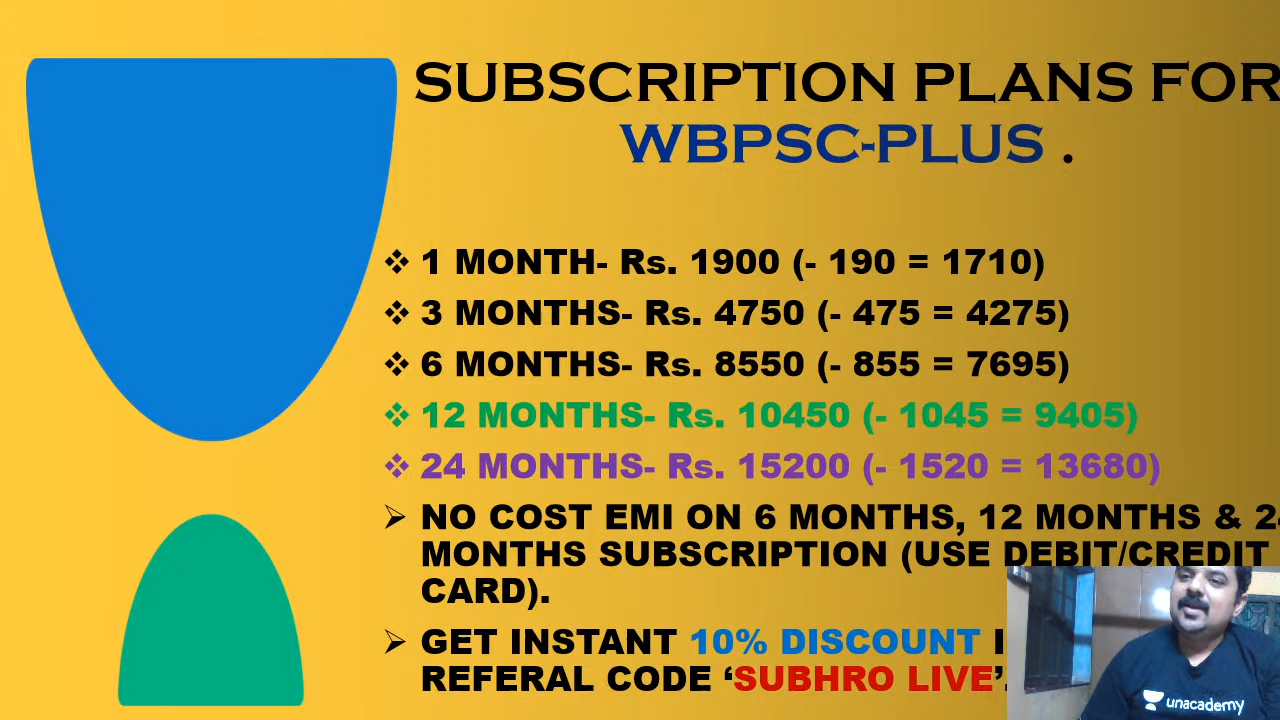 SUBSCRIPTION PLANS FOR
WBPSC-PLUS .
❖ 1 MONTH- Rs. 1900 (- 190 = 1710)
❖ 3 MONTHS- Rs. 4750 (- 475 = 4275)
❖ 6 MONTHS- Rs. 8550 (- 855 = 7695)
❖ 12 MONTHS- Rs. 10450 (- 1045 = 9405)
❖ 24 MONTHS- Rs. 15200 (- 1520 = 13680)
➢ NO COST EMI ON 6 MONTHS, 12 MONTHS &
MONTHS SUBSCRIPTION (USE DEBIT/CREDIT
CARD).
➢ GET INSTANT 10% DISCOUNT
REFERAL CODE ‘SUBHRO LIVE’.
unacademy